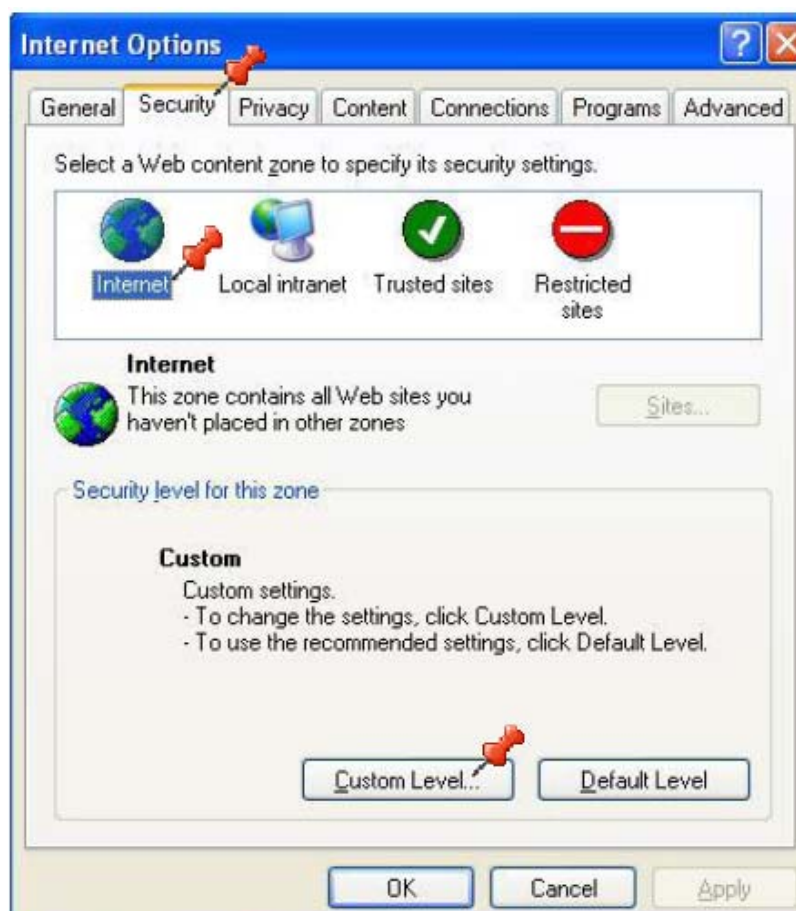 Internet Options
General Security Privacy Content Connections Programs Advanced
Select a Web content zone to specify its security settings.
Internet Local intranet Trusted sites Restricted sites
Internet
This zone contains all Web sites you
haven't placed in other zones
Sites...
Security level for this zone
Custom
Custom settings.
- To change the settings, click Custom Level.
- To use the recommended settings, click Default Level.
Custom Level... Default Level
OK Cancel Apply